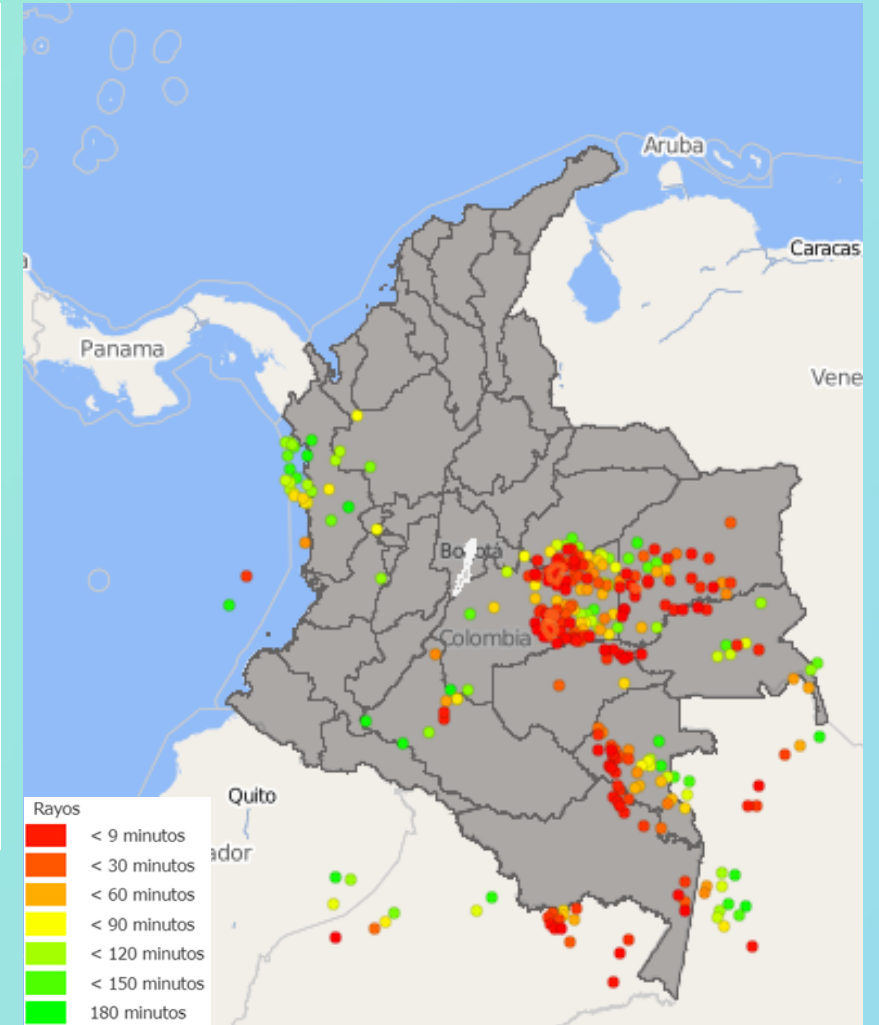 Aruba
Caracas
a
Panama
Vene
Bogotá
Colombia
Quito
ador
Rayos
< 9 minutos
< 30 minutos
< 60 minutos
< 90 minutos
< 120 minutos
< 150 minutos
180 minutos